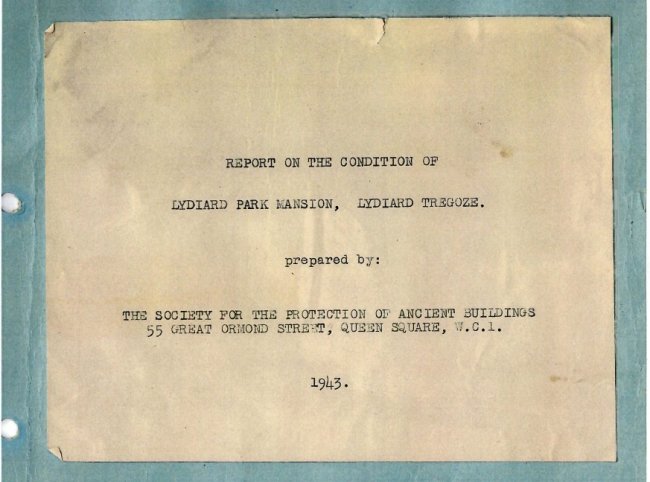 REPORT ON THE CONDITION OF
LYDIARD PARK MANSION, LYDIARD TREGOZE.
prepared by:
THE SOCIETY FOR THE PROTECTION OF ANCIENT BUILDINGS
55 GREAT ORMOND STREET, QUEEN SQUARE, W.C.1.
1943.